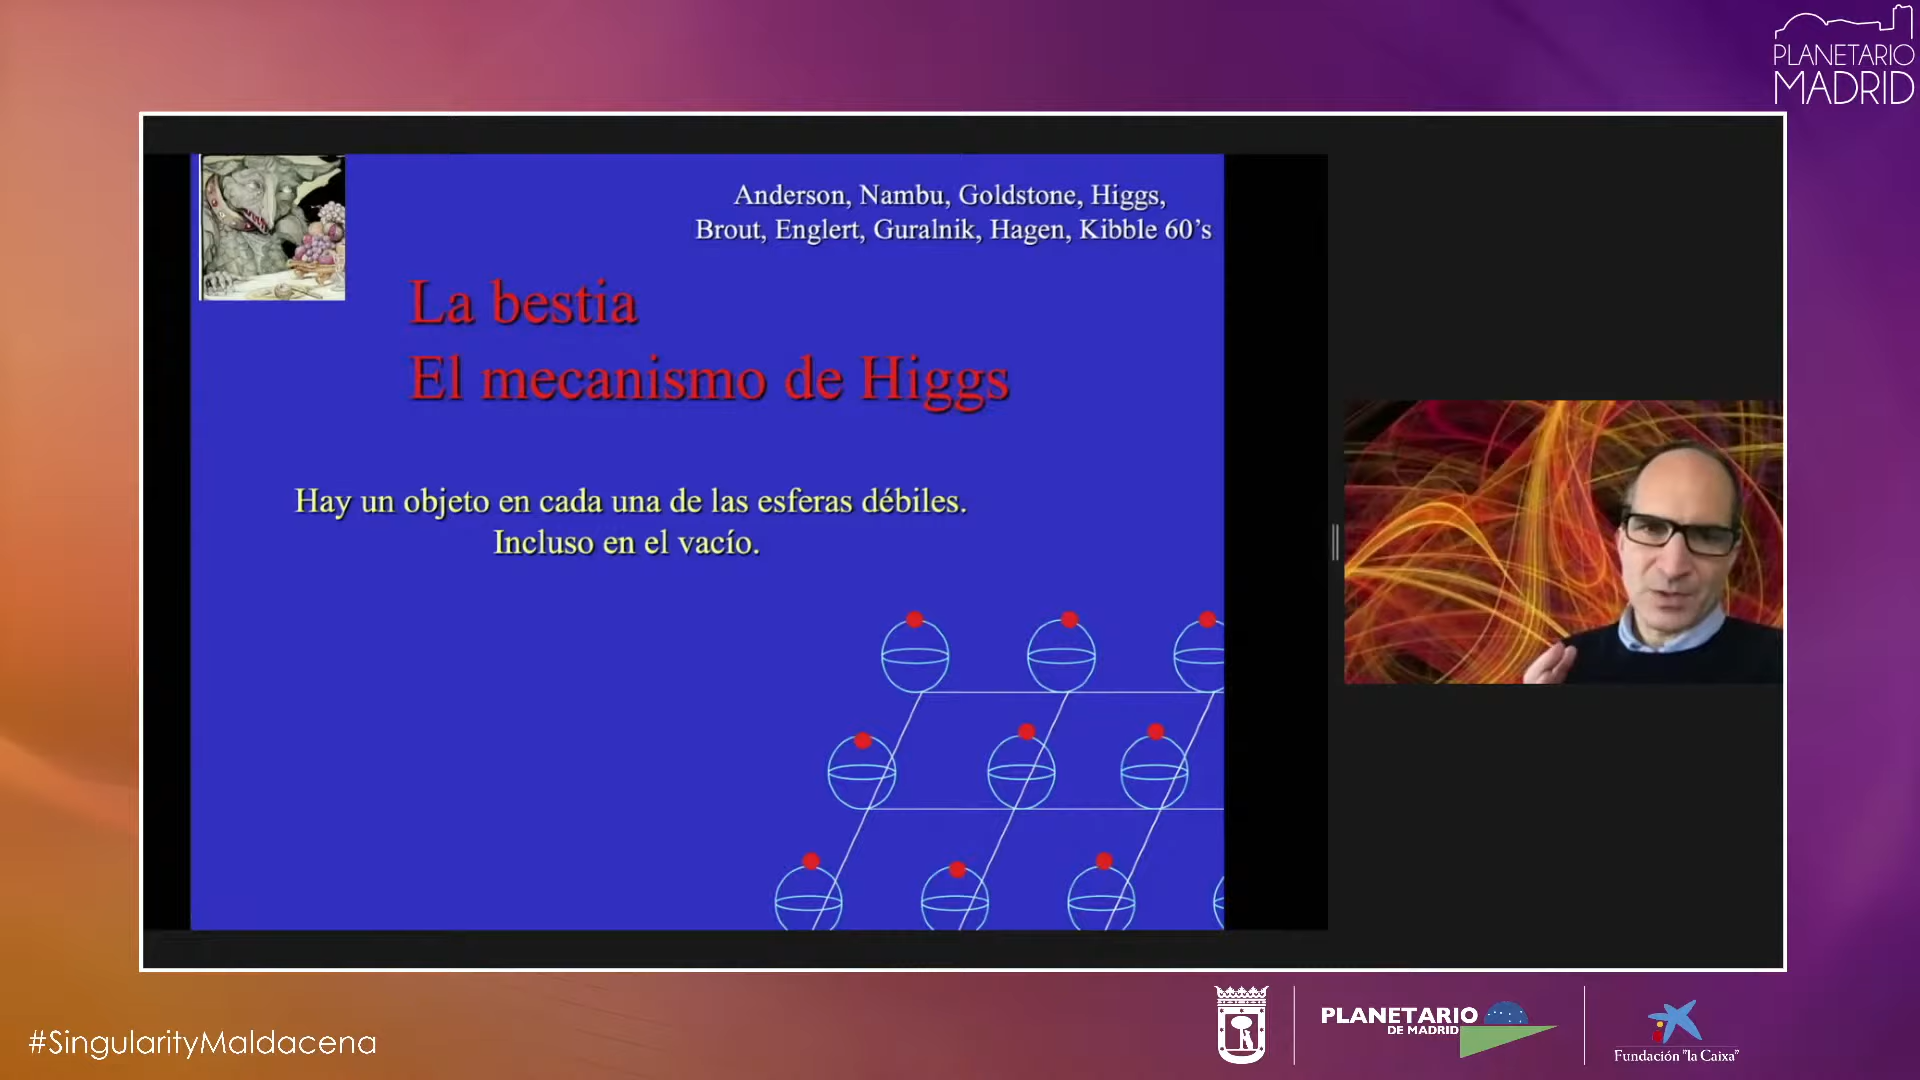 PLANETARIO
MADRID
Anderson, Nambu, Goldstone, Higgs,
Brout, Englert, Guralnik, Hagen, Kibble 60’s
La bestia
El mecanismo de Higgs
Hay un objeto en cada una de las esferas débiles.
Incluso en el vacío.
#SingularityMaldacena
PLANETARIO
DE MADRID
Fundación "la Caixa"